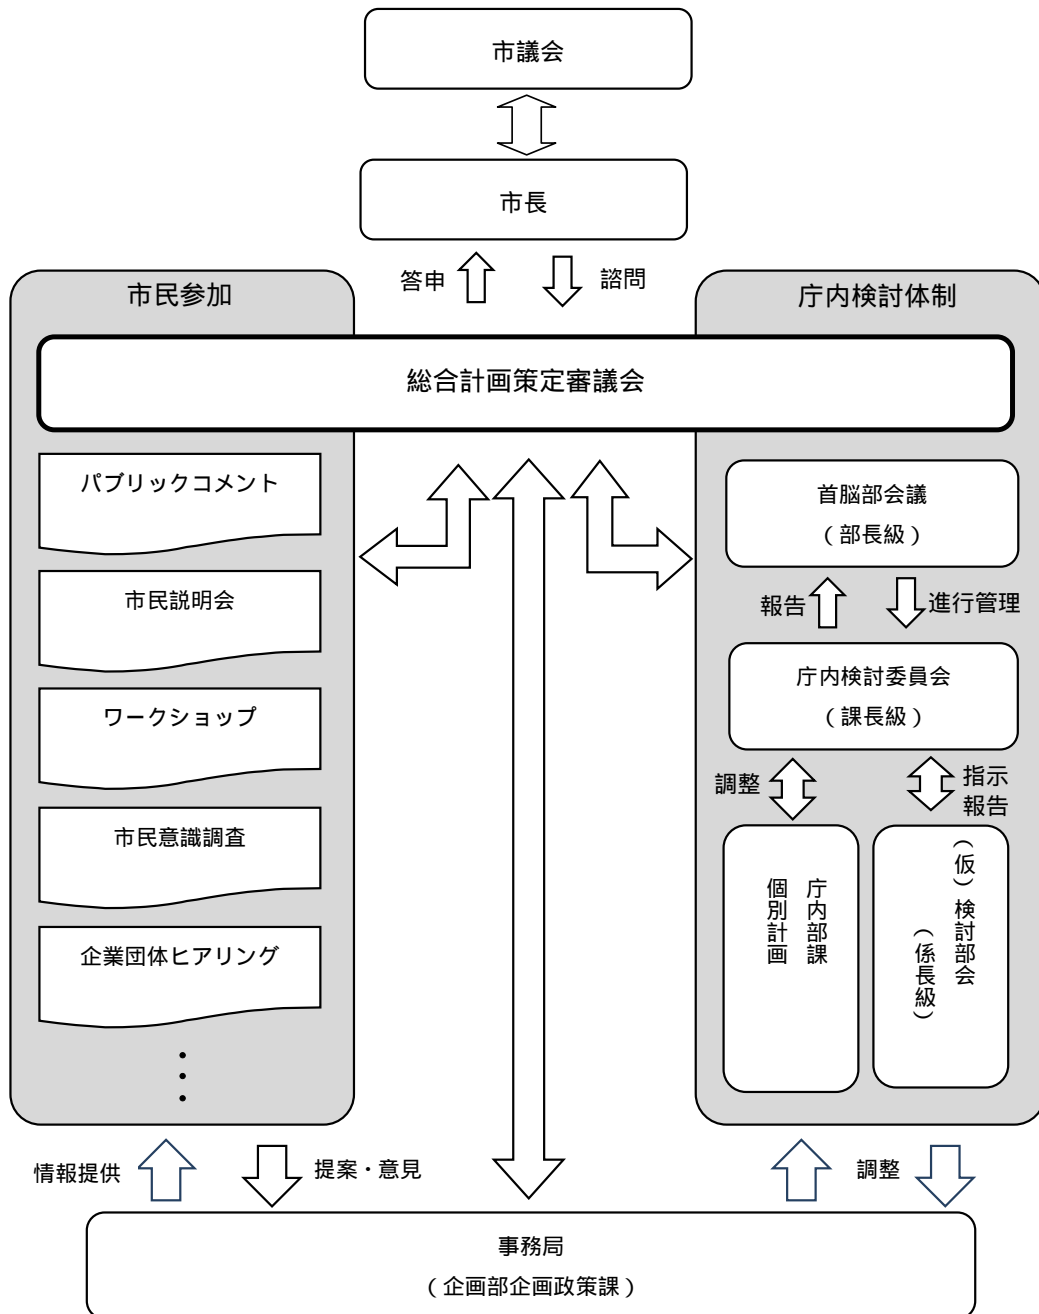 市議会
市長
答申
諮問
市民参加
庁内検討体制
総合計画策定審議会
パブリックコメント
市民説明会
ワークショップ
市民意識調査
企業団体ヒアリング
・
・
・
首脳部会議
(部長級)
報告
進行管理
庁内検討委員会
(課長級)
調整
指示
報告
庁内部課
個別計画
(仮)検討部会
(係長級)
情報提供
提案・意見
調整
事務局
(企画部企画政策課)